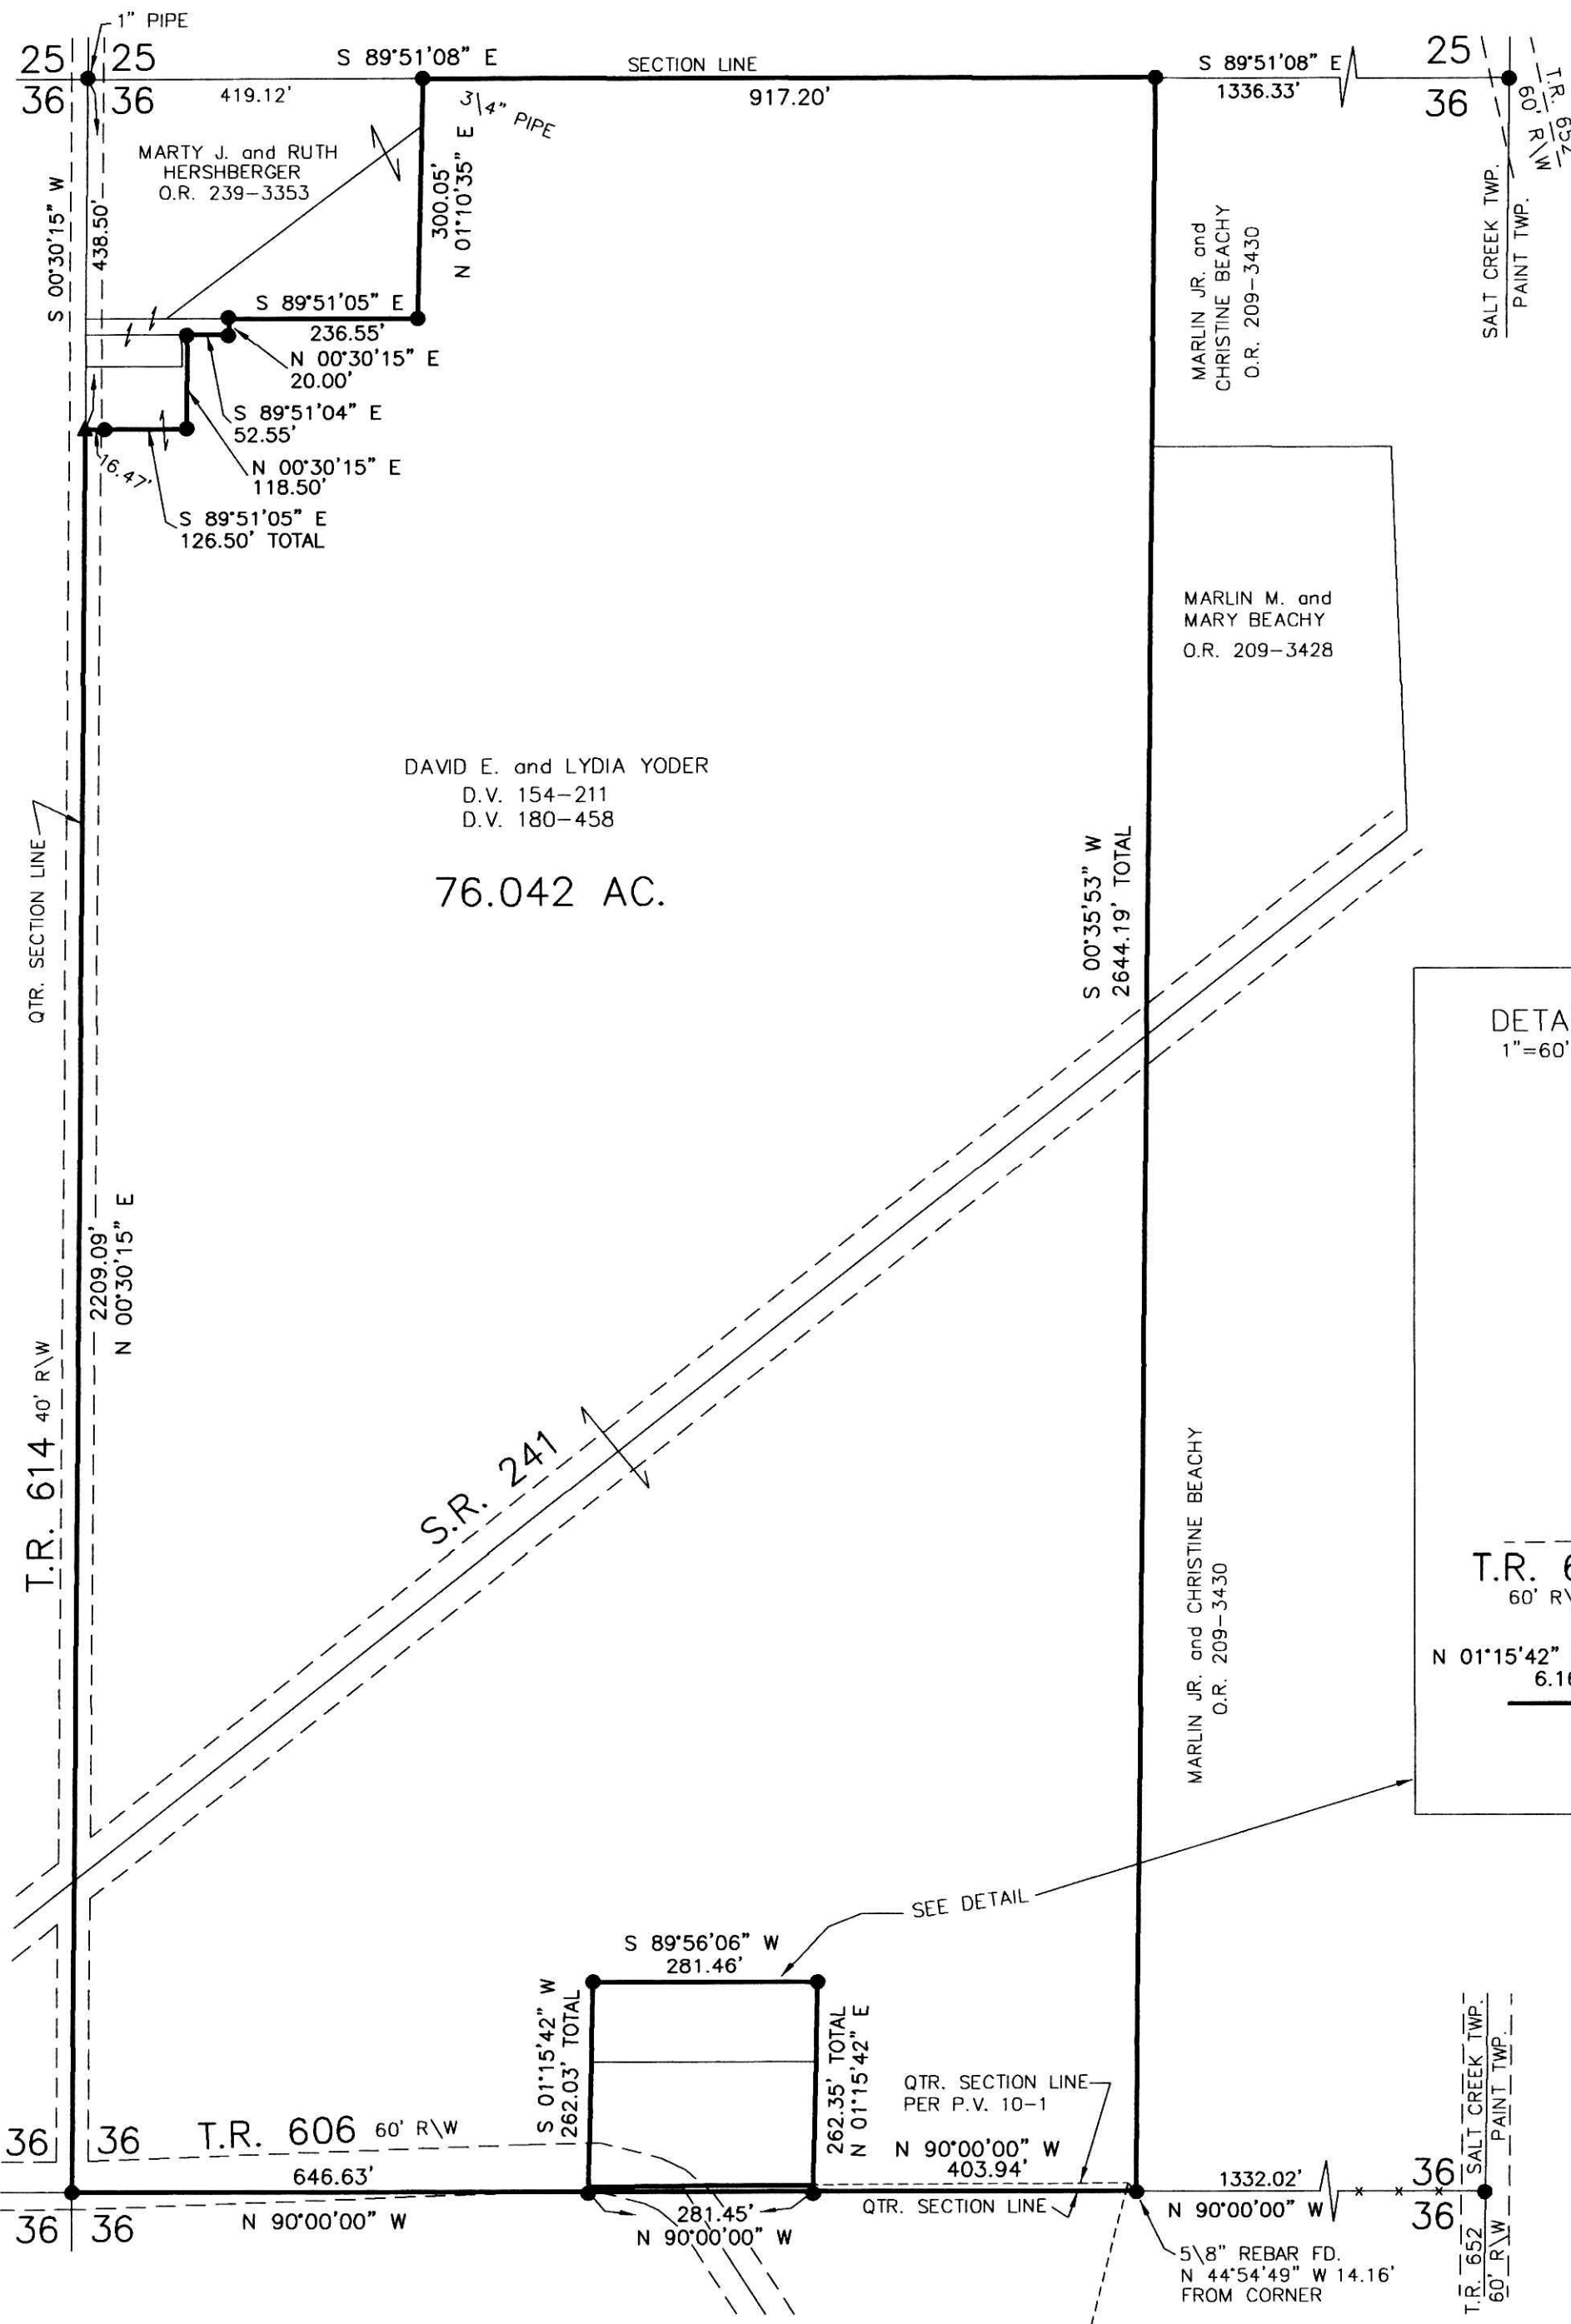 1" PIPE
25 25
36 36
S 89°51'08" E
419.12'
SECTION LINE
917.20'
3\4" PIPE
S 89°51'08" E
1336.33'
25
36
T.R. 652
60' R\W
SALT CREEK TWP.
PAINT TWP.
MARTY J. and RUTH
HERSHBERGER
O.R. 239-3353
S 00°30'15" W
438.50'
300.05'
N 01°10'35" E
S 89°51'05" E
236.55'
N 00°30'15" E
20.00'
S 89°51'04" E
52.55'
N 00°30'15" E
118.50'
16.47'
S 89°51'05" E
126.50' TOTAL
MARLIN JR. and
CHRISTINE BEACHY
O.R. 209-3430
MARLIN M. and
MARY BEACHY
O.R. 209-3428
DAVID E. and LYDIA YODER
D.V. 154-211
D.V. 180-458
76.042 AC.
QTR. SECTION LINE
S 00°35'53" W
2644.19' TOTAL
DETA
1"=60'
2209.09'
N 00°30'15" E
T.R. 614 40' R\W
S.R. 241
MARLIN JR. and CHRISTINE BEACHY
O.R. 209-3430
T.R.
60' R\
N 01°15'42"
6.16
SEE DETAIL
S 89°56'06" W
281.46'
S 01°15'42" W
262.03' TOTAL
262.35' TOTAL
N 01°15'42" E
QTR. SECTION LINE
PER P.V. 10-1
N 90°00'00" W
403.94'
QTR. SECTION LINE
36 36
36 36
T.R. 606 60' R\W
646.63'
N 90°00'00" W
281.45'
N 90°00'00" W
1332.02'
N 90°00'00" W
x x x
36
36
SALT CREEK TWP.
PAINT TWP.
T.R. 652
60' R\W
5\8" REBAR FD.
N 44°54'49" W 14.16'
FROM CORNER